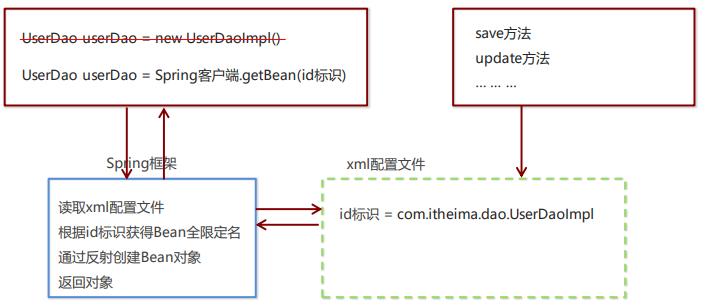 UserDao userDao = new UserDaoImpl()
UserDao userDao = Spring客户端.getBean(id标识)
save方法
update方法
... ... ...
Spring框架
xml配置文件
读取xml配置文件
根据id标识获得Bean全限定名
通过反射创建Bean对象
返回对象
id标识 = com.itheima.dao.UserDaoImpl